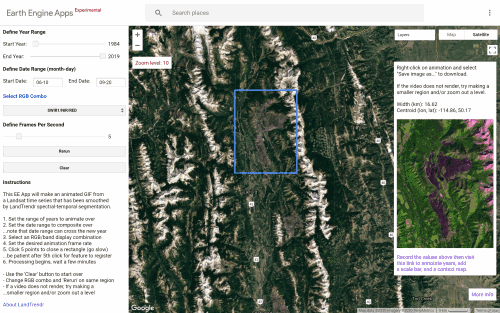 Earth Engine Apps Experimental
Search places
Define Year Range
Start Year: 1984
End Year: 2019
Define Date Range (month-day)
Start Date: 06-10 End Date: 09-20
Select RGB Combo
SWIR1/NIR/RED
Define Frames Per Second
5
Rerun
Clear
Instructions
This EE App will make an animated GIF from
a Landsat time series that has been smoothed
by LandTrendr spectral-temporal segmentation.
1. Set the range of years to animate over
2. Set the date range to composite over
...note that date range can cross the new year
3. Select an RGB/band display combination
4. Set the desired animation frame rate
5. Click 5 points to close a rectangle (go slow)
...be patient after 5th click for feature to register
6. Processing begins, wait a few minutes
- Use the 'Clear' button to start over
- Change RGB combo and 'Rerun' on same region
- If a video does not render, try making a
...smaller region and/or zooms out a level
About LandTrendr
Zoom level: 10
Layers
Map
Satellite
Right click on animation and select
"Save image as..." to download.
If the video does not render, try making a
smaller region and/or zoom out a level.
Width (km): 16.62
Centroid (lon, lat): -114.86, 50.17
Record the values above then visit
this link to annotate years, add
a scale bar, and a context map.
More info
Google